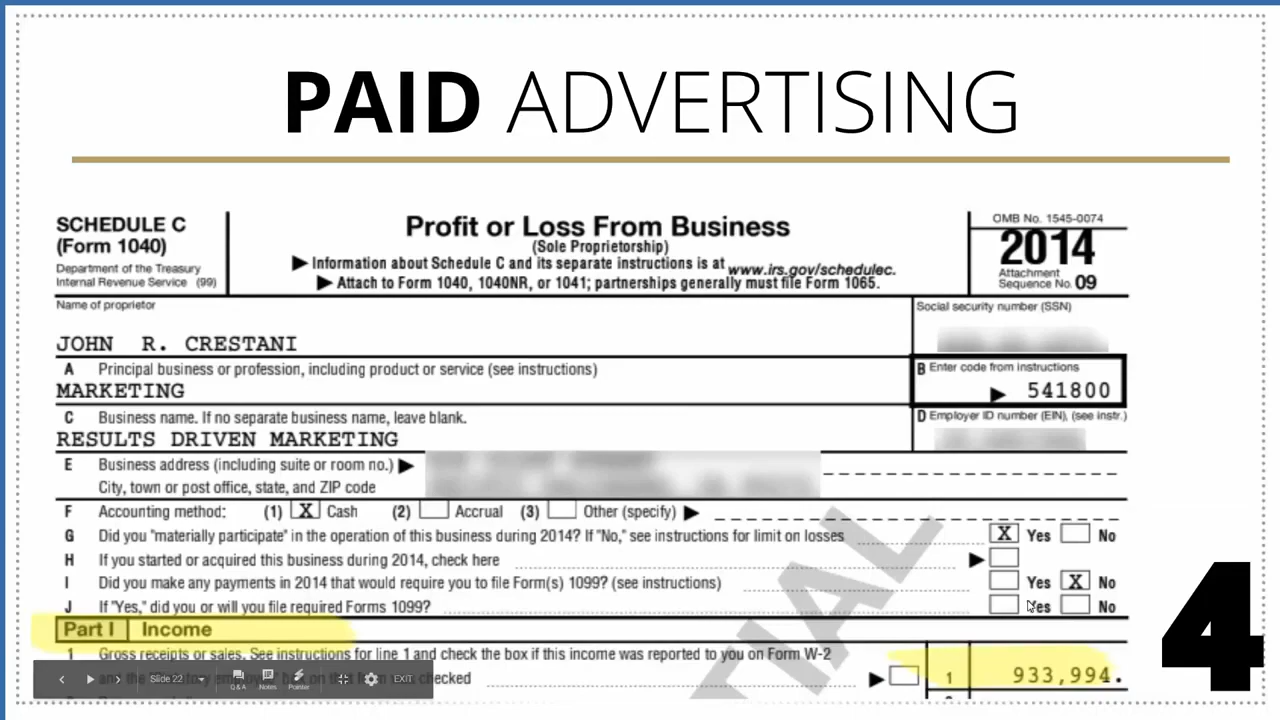 PAID ADVERTISING
SCHEDULE C
(Form 1040)
Department of the Treasury
Internal Revenue Service (99)
Profit or Loss From Business
(Sole Proprietorship)
▶ Information about Schedule C and its separate instructions is at www.irs.gov/schedulec.
▶ Attach to Form 1040, 1040NR, or 1041; partnerships generally must file Form 1065.
OMB No. 1545-0074
2014
Attachment
Sequence No. 09
Name of proprietor
Social security number (SSN)
JOHN R. CRESTANI
A Principal business or profession, including product or service (see instructions)
B Enter code from instructions
MARKETING
▶ 541800
C Business name. If no separate business name, leave blank.
D Employer ID number (EIN), (see instr.)
RESULTS DRIVEN MARKETING
E Business address (including suite or room no.) ▶
City, town or post office, state, and ZIP code
F Accounting method: (1) X Cash (2) Accrual (3) Other (specify) ▶
G Did you "materially participate" in the operation of this business during 2014? If "No," see instructions for limit on losses X Yes No
H If you started or acquired this business during 2014, check here ▶
I Did you make any payments in 2014 that would require you to file Form(s) 1099? (see instructions) Yes X No
J If "Yes," did you or will you file required Forms 1099? Yes No
Part I Income
1 Gross receipts or sales. See instructions for line 1 and check the box if this income was reported to you on Form W-2
checked ▶ 1 933,994.
Slide 22 Q&A Notes Pointer EXIT
TIAL
4